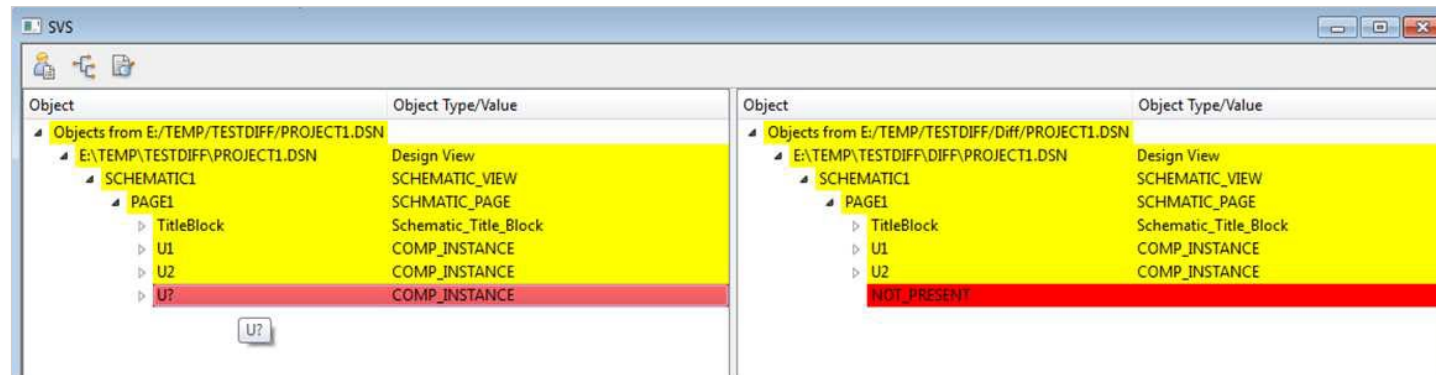 SVS
Object Object Type/Value Object Object Type/Value
Objects from E:/TEMP/TESTDIFF/PROJECT1.DSN Objects from E:/TEMP/TESTDIFF/Diff/PROJECT1.DSN
E:\TEMP\TESTDIFF\PROJECT1.DSN Design View E:\TEMP\TESTDIFF\DIFF\PROJECT1.DSN Design View
SCHEMATIC1 SCHEMATIC_VIEW SCHEMATIC1 SCHEMATIC_VIEW
PAGE1 SCHMATIC_PAGE PAGE1 SCHMATIC_PAGE
TitleBlock Schematic_Title_Block TitleBlock Schematic_Title_Block
U1 COMP_INSTANCE U1 COMP_INSTANCE
U2 COMP_INSTANCE U2 COMP_INSTANCE
U? COMP_INSTANCE NOT_PRESENT
U?